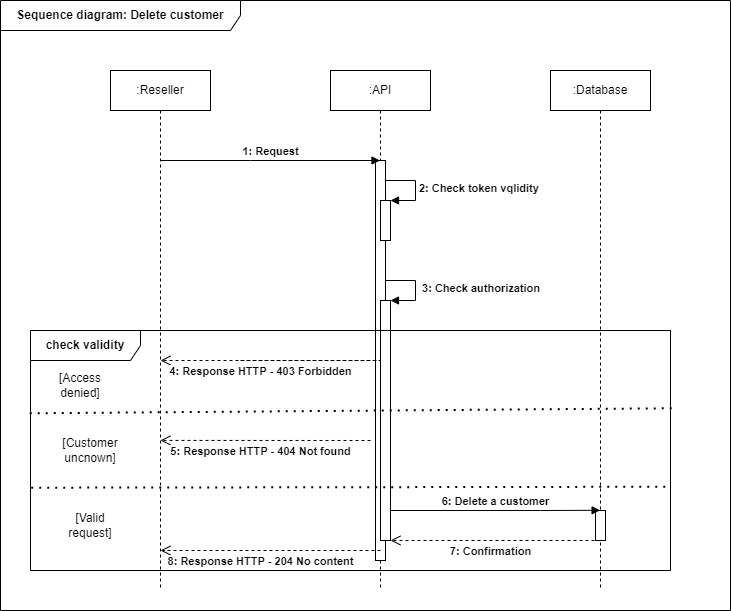 Sequence diagram: Delete customer
:Reseller
:API
:Database
1: Request
2: Check token vqlidity
3: Check authorization
check validity
4: Response HTTP - 403 Forbidden
[Access
denied]
[Customer
uncnown]
5: Response HTTP - 404 Not found
6: Delete a customer
[Valid
request]
7: Confirmation
8: Response HTTP - 204 No content